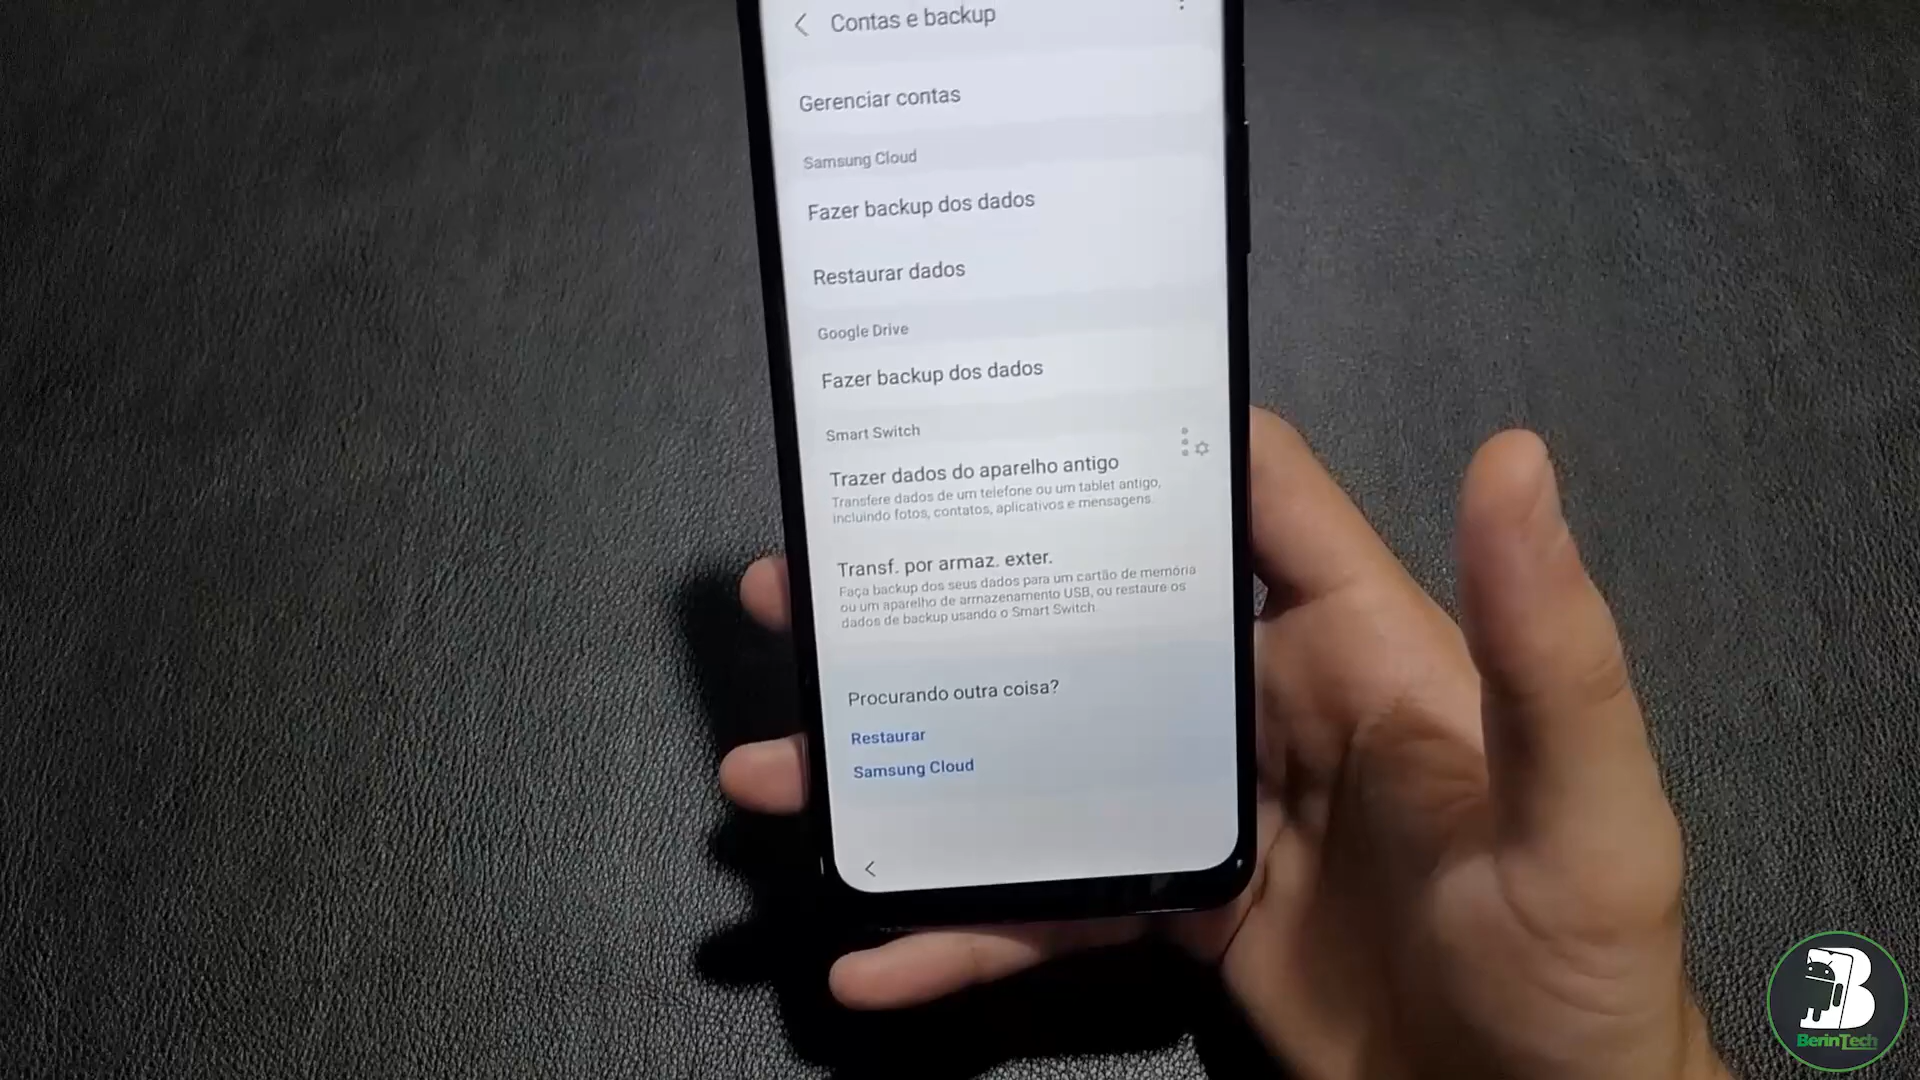 Contas e backup
Gerenciar contas
Samsung Cloud
Fazer backup dos dados
Restaurar dados
Google Drive
Fazer backup dos dados
Smart Switch
Trazer dados do aparelho antigo
Transfere dados de um telefone ou um tablet antigo,
incluindo fotos, contatos, aplicativos e mensagens.
Transf. por armaz. exter.
Faça backup dos seus dados para um cartão de memória
ou um aparelho de armazenamento USB, ou restaure os
dados de backup usando o Smart Switch.
Procurando outra coisa?
Restaurar
Samsung Cloud
B
BerinTech